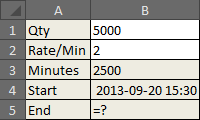 A B
1 Qty 5000
2 Rate/Min 2
3 Minutes 2500
4 Start 2013-09-20 15:30
5 End =?